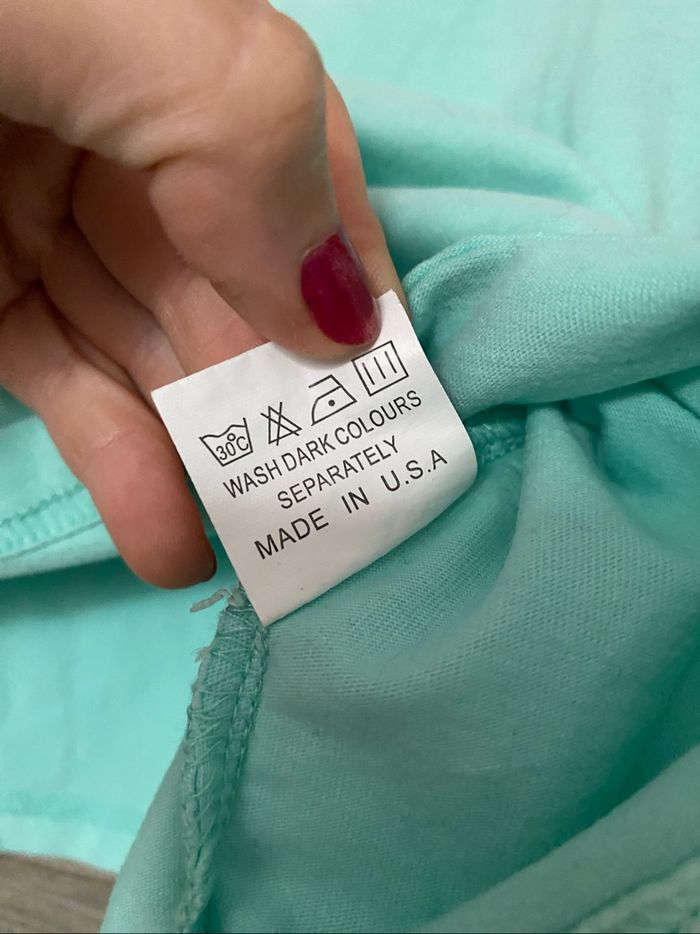 30°C
WASH DARK COLOURS
SEPARATELY
MADE IN U.S.A